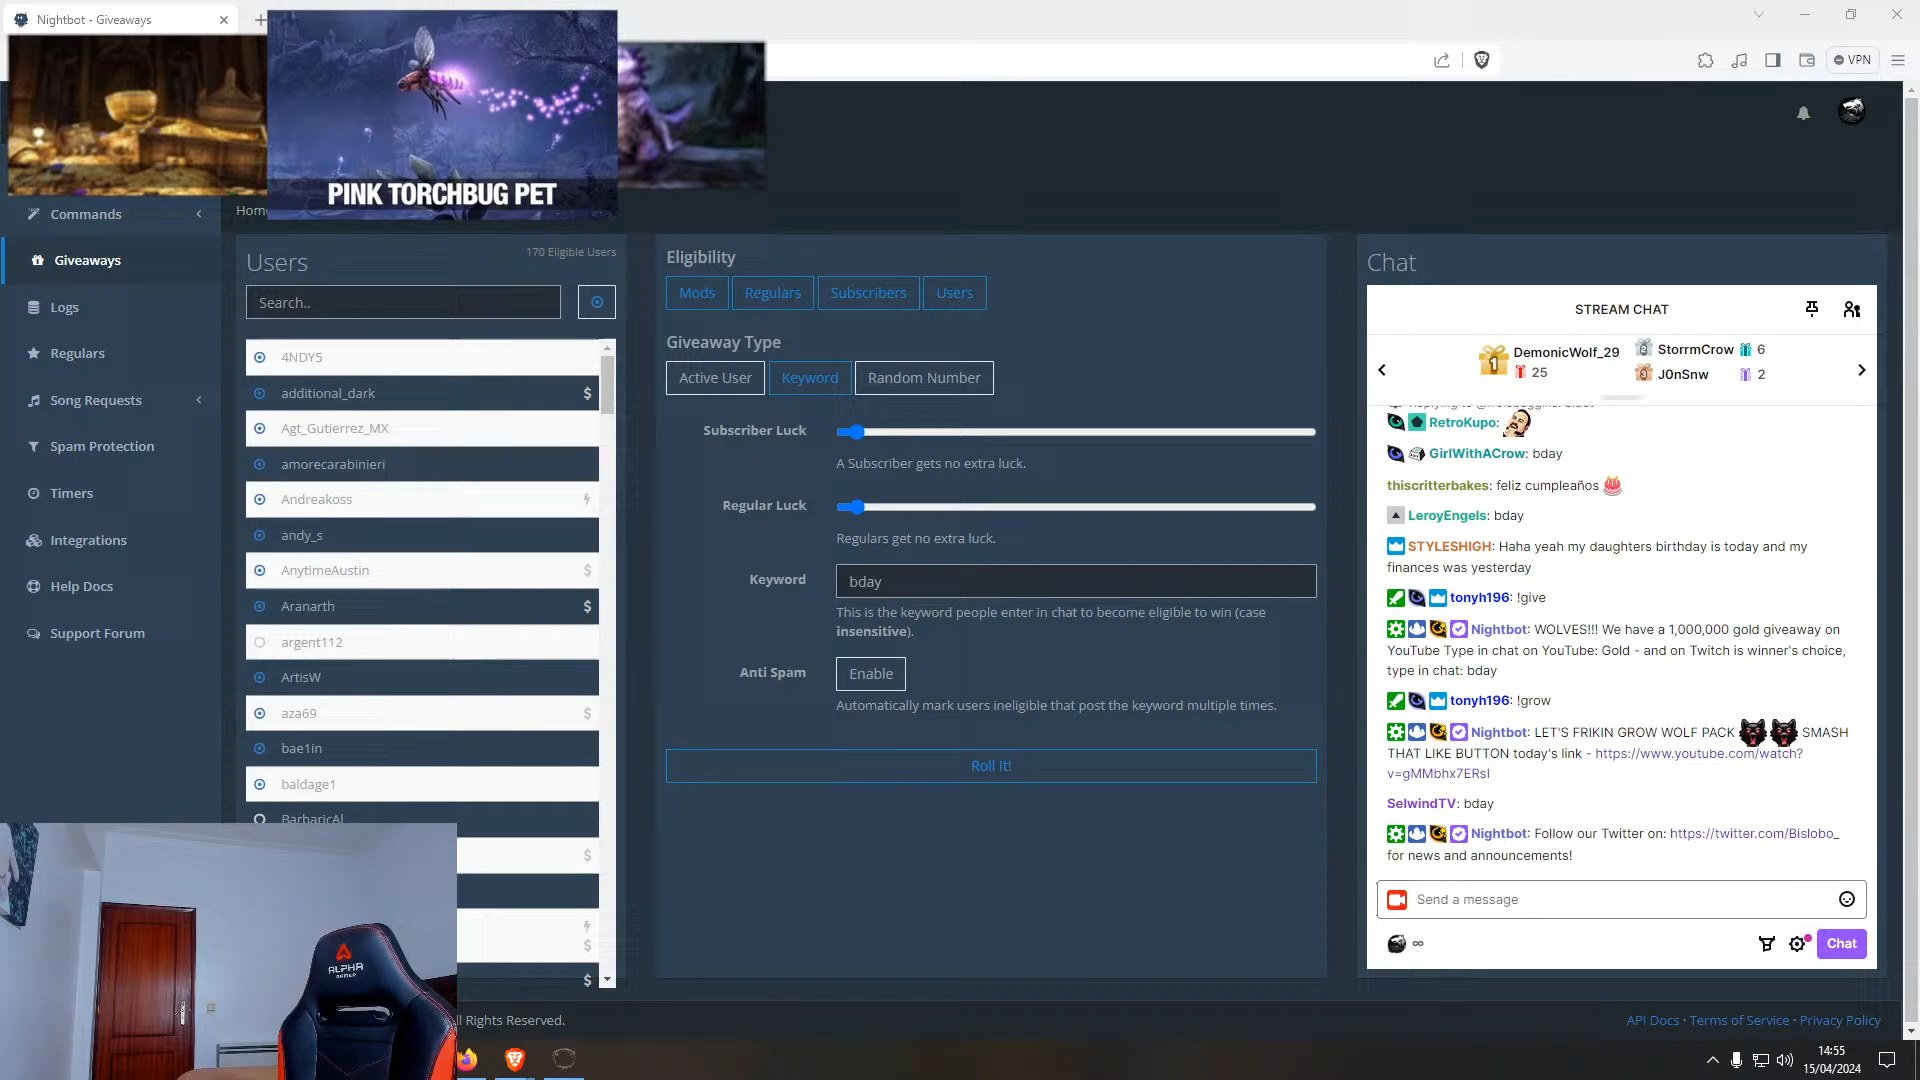 Nightbot - Giveaways
VPN
PINK TORCHBUG PET
Commands
Giveaways
Logs
Regulars
Song Requests
Spam Protection
Timers
Integrations
Help Docs
Support Forum
Users
170 Eligible Users
Search..
4NDY5
additional_dark $
Agt_Gutierrez_MX
amorecarabinieri
Andreakoss
andy_s
AnytimeAustin $
Aranarth $
argent112
ArtisW
aza69 $
bae1in
baldage1
BarbaricAl
$
$
$
ALPHA
GAMER
Eligibility
Mods Regulars Subscribers Users
Giveaway Type
Active User Keyword Random Number
Subscriber Luck
A Subscriber gets no extra luck.
Regular Luck
Regulars get no extra luck.
Keyword bday
This is the keyword people enter in chat to become eligible to win (case
insensitive).
Anti Spam Enable
Automatically mark users ineligible that post the keyword multiple times.
Roll It!
Chat
STREAM CHAT
1 DemonicWolf_29 25
2 StorrmCrow 6
3 J0nSnw 2
RetroKupo:
GirlWithACrow: bday
thiscritterbakes: feliz cumpleaños
LeroyEngels: bday
STYLESHIGH: Haha yeah my daughters birthday is today and my
finances was yesterday
tonyh196: !give
Nightbot: WOLVES!!! We have a 1,000,000 gold giveaway on
YouTube Type in chat on YouTube: Gold - and on Twitch is winner's choice,
type in chat: bday
tonyh196: !grow
Nightbot: LET'S FRIKIN GROW WOLF PACK SMASH
THAT LIKE BUTTON today's link - https://www.youtube.com/watch?
v=gMMbhx7ERsI
SelwindTV: bday
Nightbot: Follow our Twitter on: https://twitter.com/Bislobo_
for news and announcements!
Send a message
∞
Chat
ll Rights Reserved.
API Docs · Terms of Service · Privacy Policy
14:55
15/04/2024